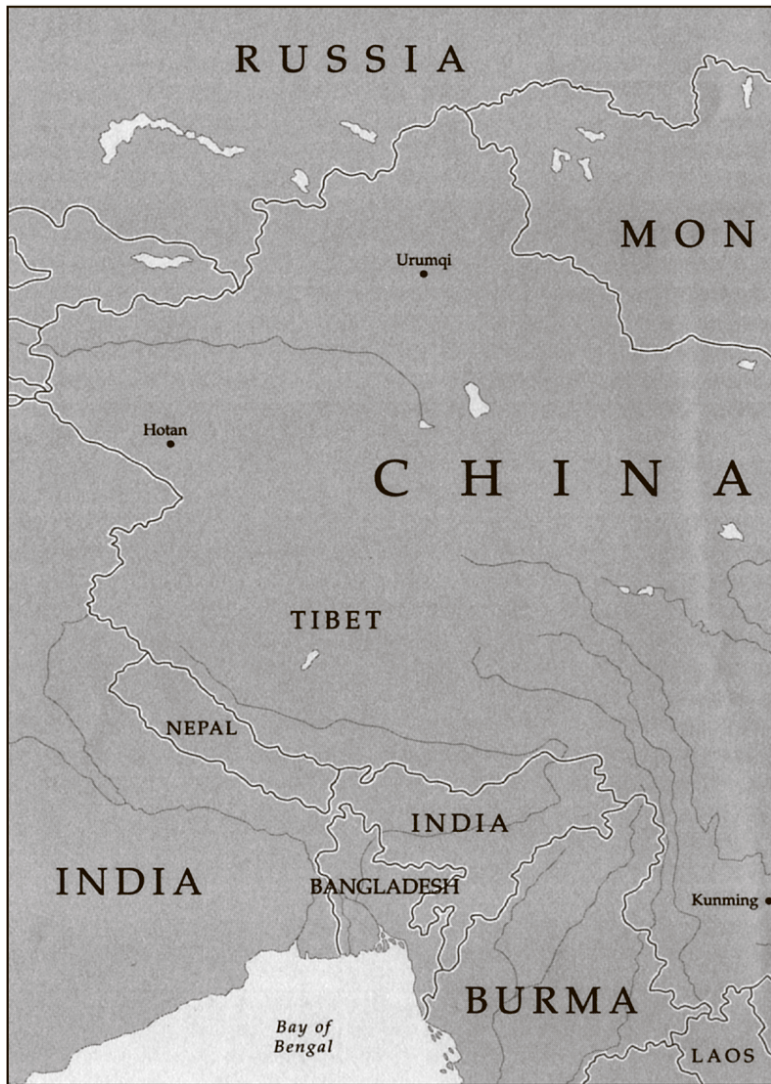 RUSSIA
MON
Urumqi
Hotan
CHINA
TIBET
NEPAL
INDIA
INDIA
BANGLADESH
Kunming
BURMA
Bay of
Bengal
LAOS